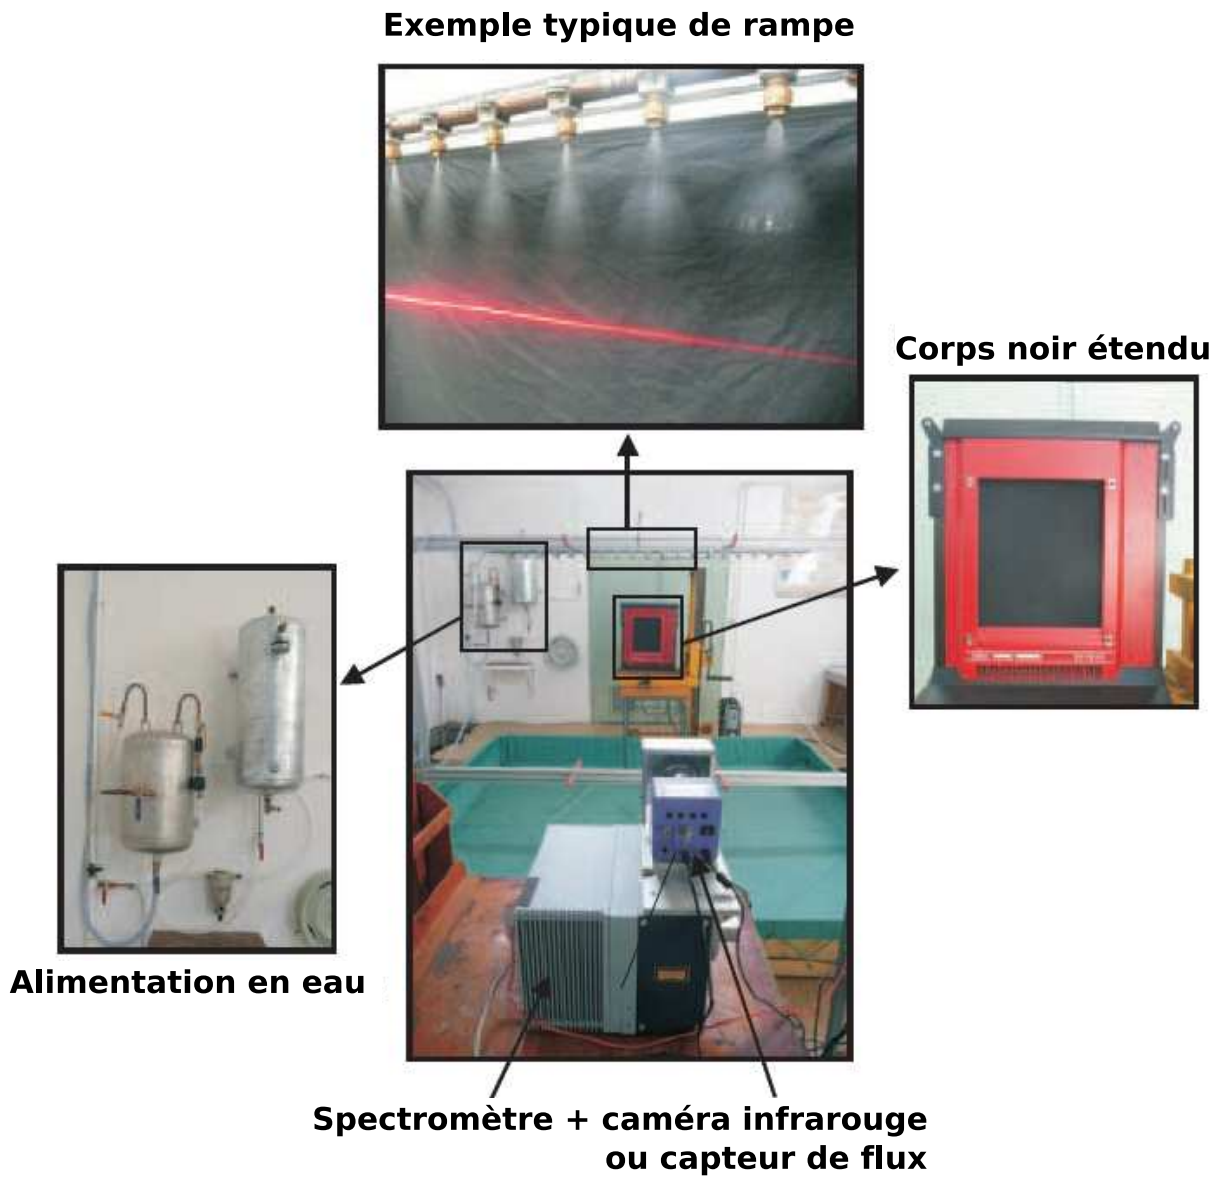 Exemple typique de rampe
Corps noir étendu
Alimentation en eau
Spectromètre + caméra infrarouge
ou capteur de flux